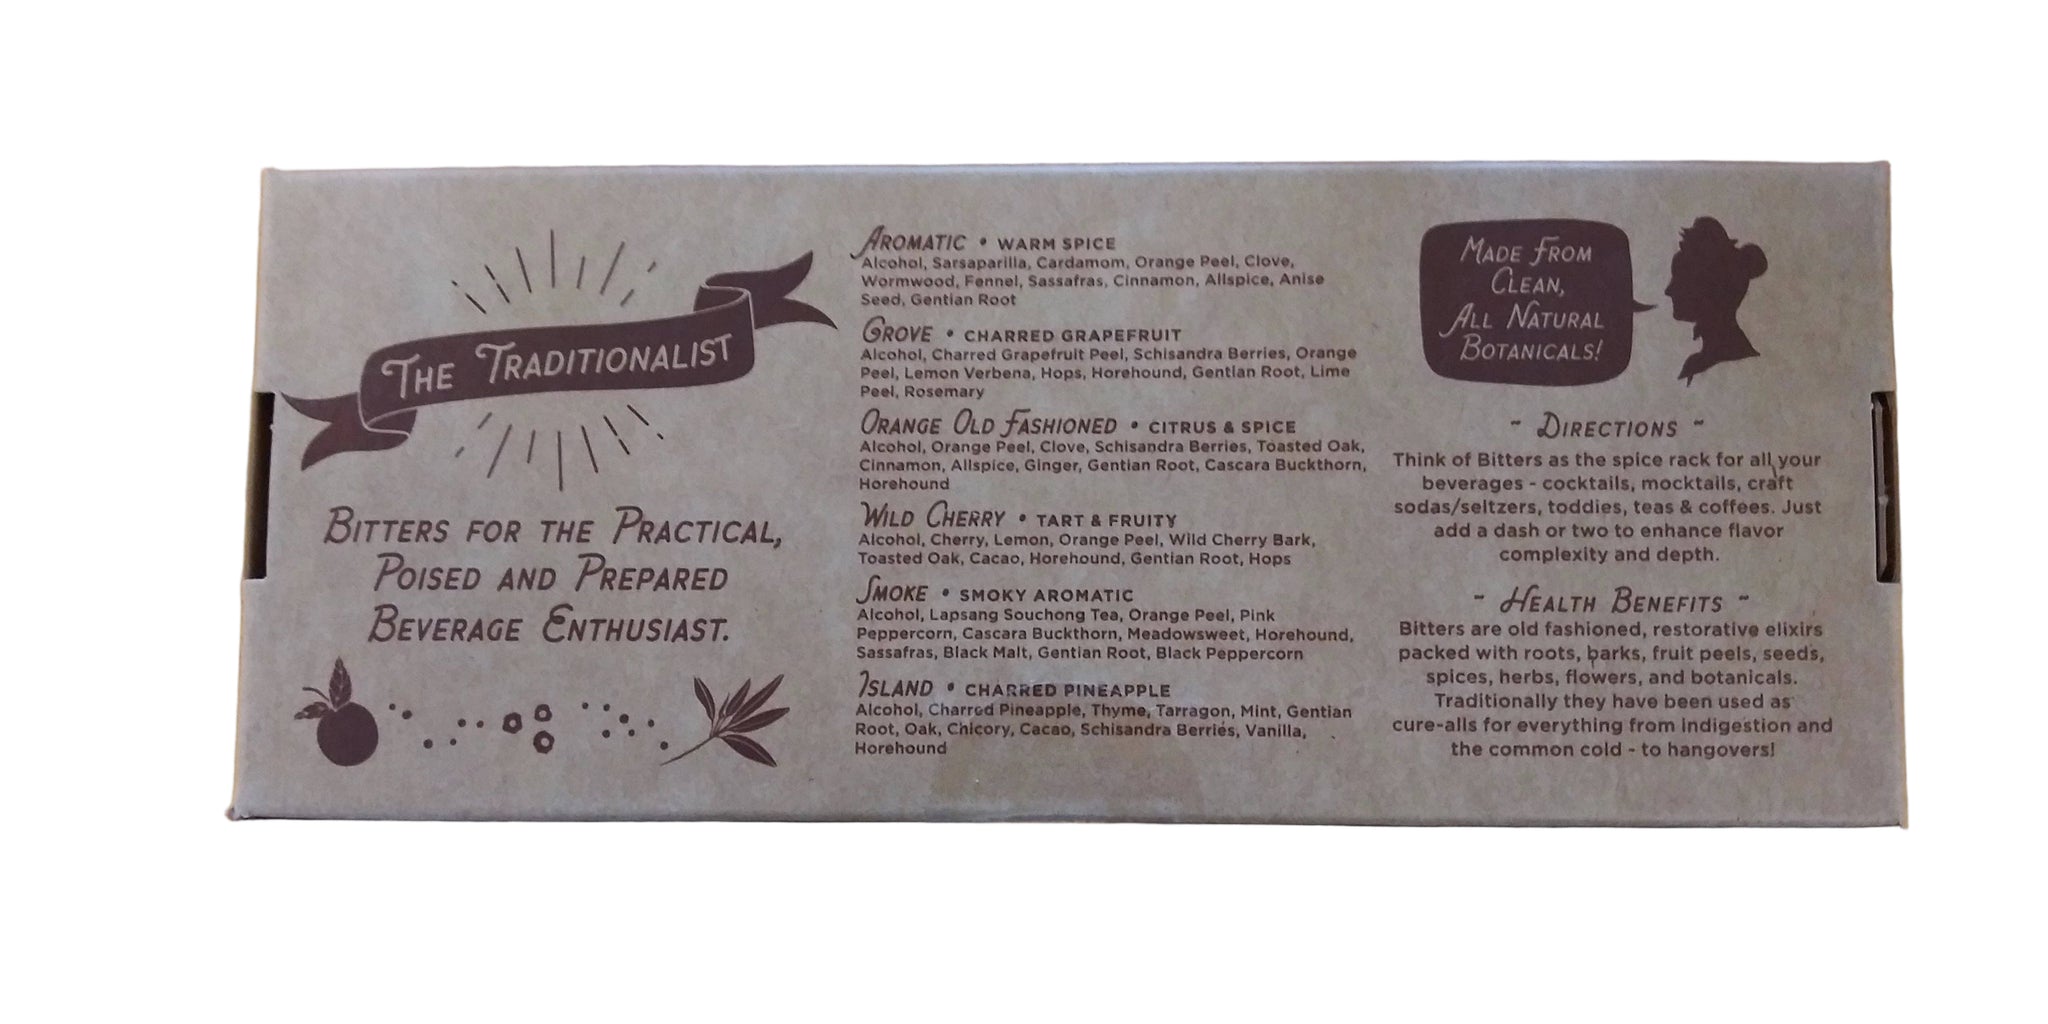 THE TRADITIONALIST
BITTERS FOR THE PRACTICAL,
POISED AND PREPARED
BEVERAGE ENTHUSIAST.
AROMATIC • WARM SPICE
Alcohol, Sarsaparilla, Cardamom, Orange Peel, Clove,
Wormwood, Fennel, Sassafras, Cinnamon, Allspice, Anise
Seed, Gentian Root
GROVE • CHARRED GRAPEFRUIT
Alcohol, Charred Grapefruit Peel, Schisandra Berries, Orange
Peel, Lemon Verbena, Hops, Horehound, Gentian Root, Lime
Peel, Rosemary
ORANGE OLD FASHIONED • CITRUS & SPICE
Alcohol, Orange Peel, Clove, Schisandra Berries, Toasted Oak,
Cinnamon, Allspice, Ginger, Gentian Root, Cascara Buckthorn,
Horehound
WILD CHERRY • TART & FRUITY
Alcohol, Cherry, Lemon, Orange Peel, Wild Cherry Bark,
Toasted Oak, Cacao, Horehound, Gentian Root, Hops
SMOKE • SMOKY AROMATIC
Alcohol, Lapsang Souchong Tea, Orange Peel, Pink
Peppercorn, Cascara Buckthorn, Meadowsweet, Horehound,
Sassafras, Black Malt, Gentian Root, Black Peppercorn
ISLAND • CHARRED PINEAPPLE
Alcohol, Charred Pineapple, Thyme, Tarragon, Mint, Gentian
Root, Oak, Chicory, Cacao, Schisandra Berries, Vanilla,
Horehound
MADE FROM
CLEAN,
ALL NATURAL
BOTANICALS!
~ DIRECTIONS ~
Think of Bitters as the spice rack for all your
beverages - cocktails, mocktails, craft
sodas/seltzers, toddies, teas & coffees. Just
add a dash or two to enhance flavor
complexity and depth.
~ HEALTH BENEFITS ~
Bitters are old fashioned, restorative elixirs
packed with roots, barks, fruit peels, seeds,
spices, herbs, flowers, and botanicals.
Traditionally they have been used as
cure-alls for everything from Indigestion and
the common cold - to hangovers!